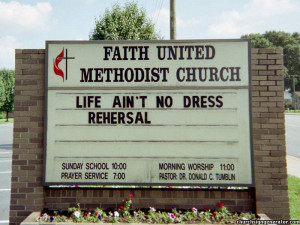 FAITH UNITED
METHODIST CHURCH
LIFE AIN'T NO DRESS
REHERSAL
SUNDAY SCHOOL 10:00
MORNING WORSHIP 11:00
PRAYER SERVICE 7:00
PASTOR: DR. DONALD C. TUMBLIN
churchsigngenerator.com